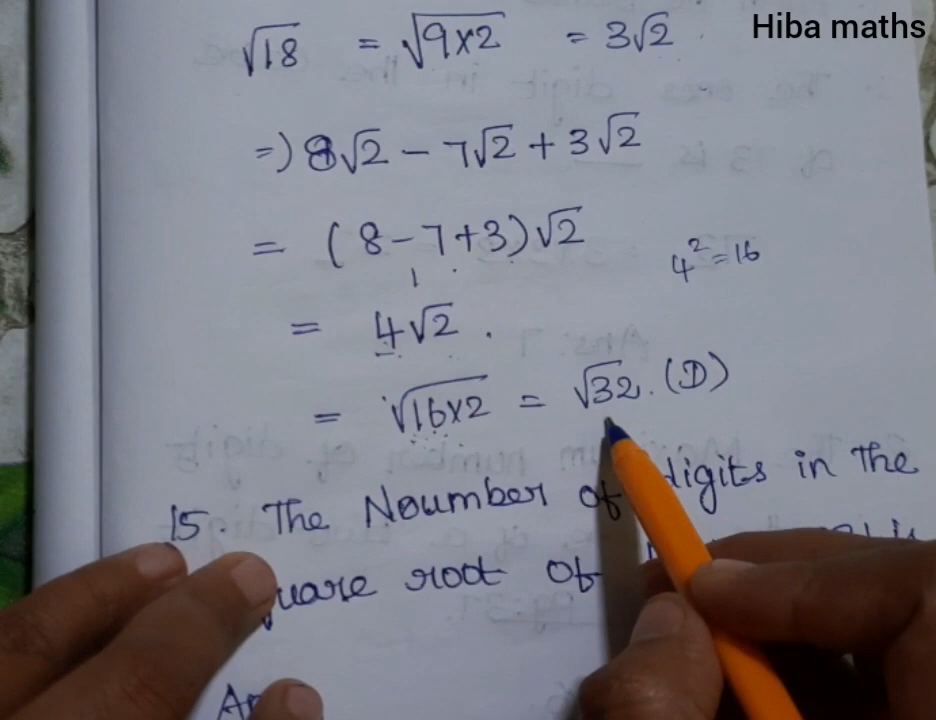 Hiba maths
√18 = √9×2 = 3√2
⇒) 8√2 − 7√2 + 3√2
= (8−7+3)√2
4² = 16
= 4√2 .
= √16×2 = √32. (D)
15. The Noumber of digits in the
root of